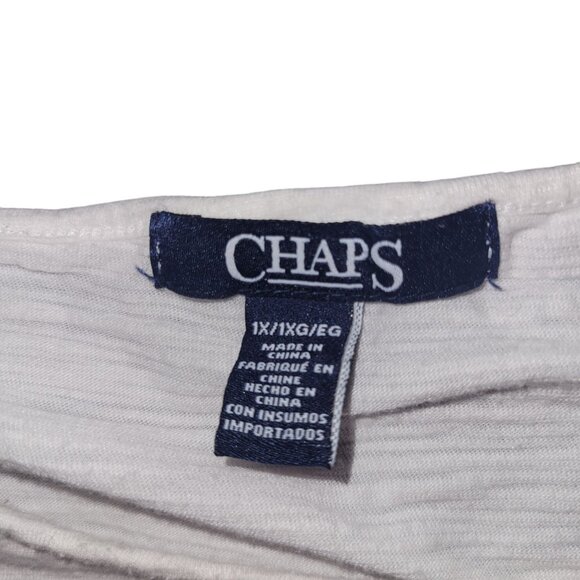 CHAPS
1X/1XG/EG
MADE IN
CHINA
FABRIQUÉ EN
CHINE
HECHO EN
CHINA
CON INSUMOS
IMPORTADOS